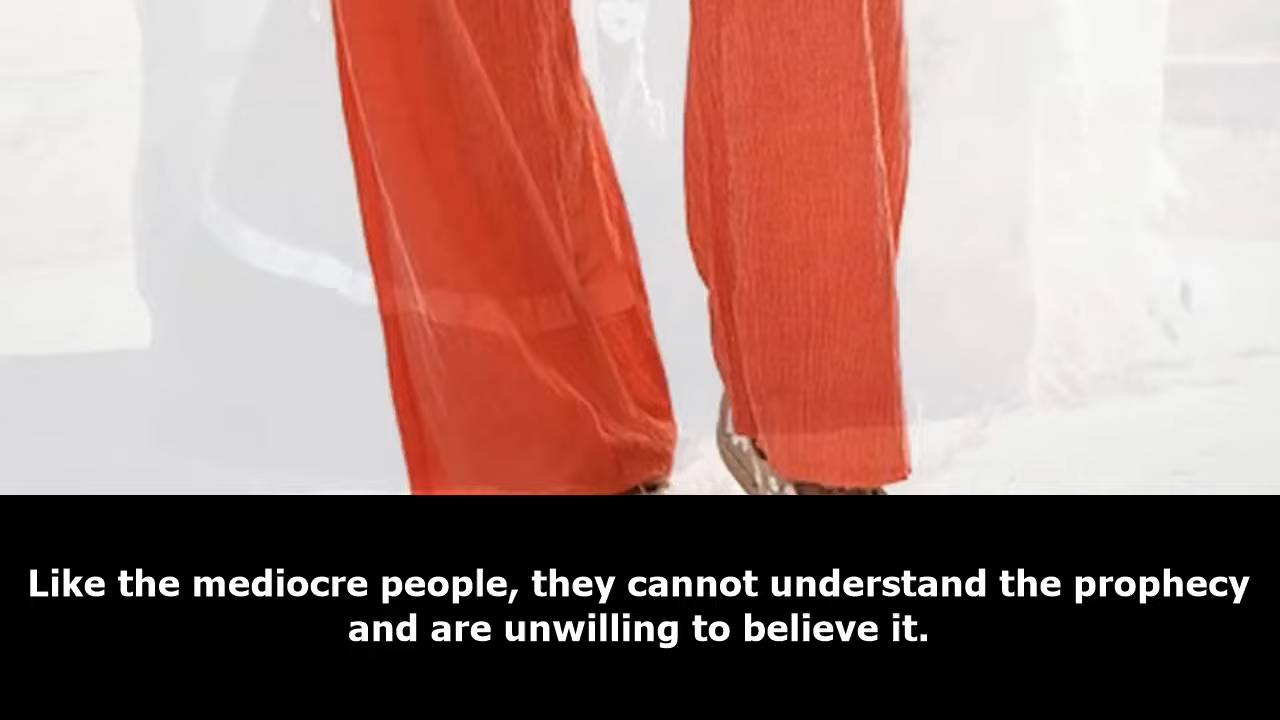 Like the mediocre people, they cannot understand the prophecy
and are unwilling to believe it.